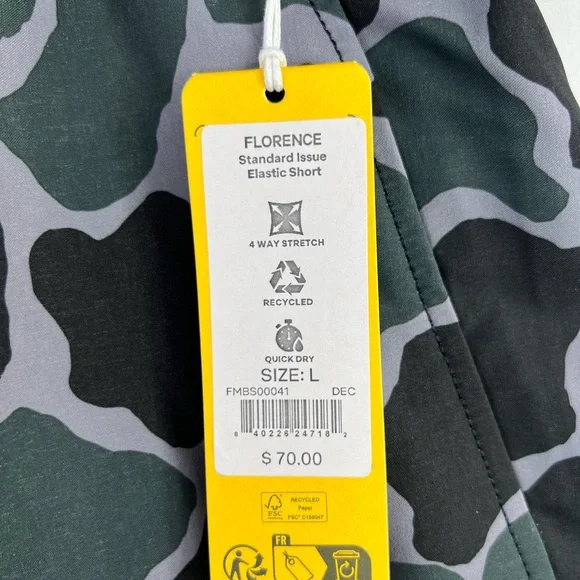 FLORENCE
Standard Issue
Elastic Short
4 WAY STRETCH
RECYCLED
QUICK DRY
SIZE: L
FMBS00041 DEC
8 40226 24718 2
$ 70.00
RECYCLED
Paper
FSC
FR